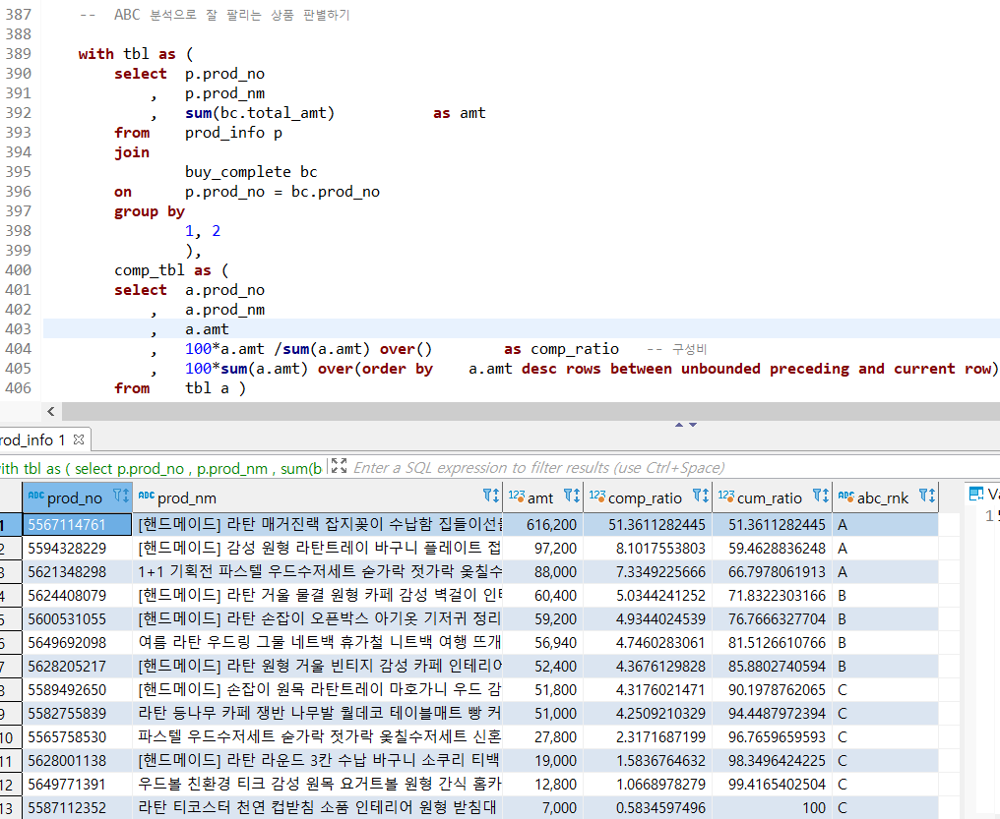 387 -- ABC 분석으로 잘 팔리는 상품 판별하기
388
389 with tbl as (
390 select p.prod_no
391 , p.prod_nm
392 , sum(bc.total_amt) as amt
393 from prod_info p
394 join
395 buy_complete bc
396 on p.prod_no = bc.prod_no
397 group by
398 1, 2
399 ),
400 comp_tbl as (
401 select a.prod_no
402 , a.prod_nm
403 , a.amt
404 , 100*a.amt /sum(a.amt) over() as comp_ratio -- 구성비
405 , 100*sum(a.amt) over(order by a.amt desc rows between unbounded preceding and current row)
406 from tbl a )
rod_info 1
ith tbl as ( select p.prod_no , p.prod_nm , sum(b Enter a SQL expression to filter results (use Ctrl+Space)
ABC prod_no ABC prod_nm 123 amt 123 comp_ratio 123 cum_ratio ABC abc_rnk Va
1 5567114761 [핸드메이드] 라탄 매거진랙 잡지꽂이 수납함 집들이선물 616,200 51.3611282445 51.3611282445 A 1 5
2 5594328229 [핸드메이드] 감성 원형 라탄트레이 바구니 플레이트 접 97,200 8.1017553803 59.4628836248 A
3 5621348298 1+1 기획전 파스텔 우드수저세트 숟가락 젓가락 옻칠수 88,000 7.3349225666 66.7978061913 A
4 5624408079 [핸드메이드] 라탄 거울 물결 원형 카페 감성 벽걸이 인테 60,400 5.0344241252 71.8322303166 B
5 5600531055 [핸드메이드] 라탄 손잡이 오픈박스 아기옷 기저귀 정리 59,200 4.9344024539 76.7666327704 B
6 5649692098 여름 라탄 우드링 그물 네트백 휴가철 니트백 여행 뜨개 56,940 4.7460283061 81.5126610766 B
7 5628205217 [핸드메이드] 라탄 원형 거울 빈티지 감성 카페 인테리어 52,400 4.3676129828 85.8802740594 B
8 5589492650 [핸드메이드] 손잡이 원목 라탄트레이 마호가니 우드 감 51,800 4.3176021471 90.1978762065 C
9 5582755839 라탄 등나무 카페 쟁반 나무발 월데코 테이블매트 빵 커 51,000 4.2509210329 94.4487972394 C
10 5565758530 파스텔 우드수저세트 숟가락 젓가락 옻칠수저세트 신혼 27,800 2.3171687199 96.7659659593 C
11 5628001138 [핸드메이드] 라탄 라운드 3칸 수납 바구니 소쿠리 티백 19,000 1.5836764632 98.3496424225 C
12 5649771391 우드볼 친환경 티크 감성 원목 요거트볼 원형 간식 홈카 12,800 1.0668978279 99.4165402504 C
13 5587112352 라탄 티코스터 천연 컵받침 소품 인테리어 원형 받침대 7,000 0.5834597496 100 C